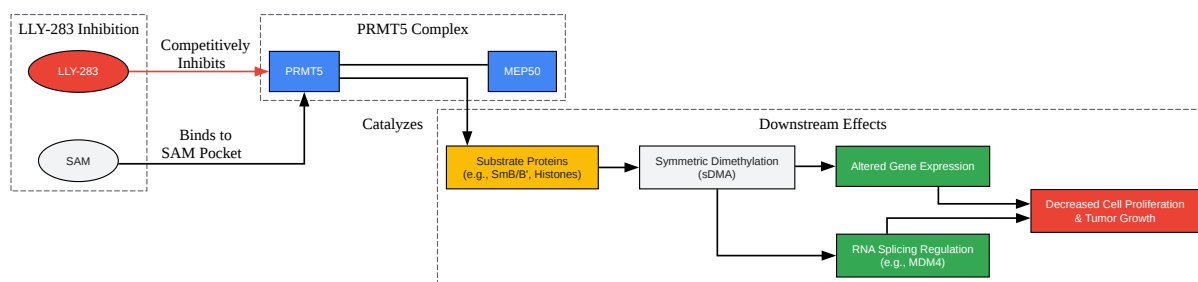 LLY-283 Inhibition
PRMT5 Complex
Competitively
Inhibits
LLY-283
PRMT5
MEP50
Binds to
SAM Pocket
SAM
Catalyzes
Downstream Effects
Substrate Proteins
(e.g., SmB/B', Histones)
Symmetric Dimethylation
(sDMA)
Altered Gene Expression
Decreased Cell Proliferation
& Tumor Growth
RNA Splicing Regulation
(e.g., MDM4)